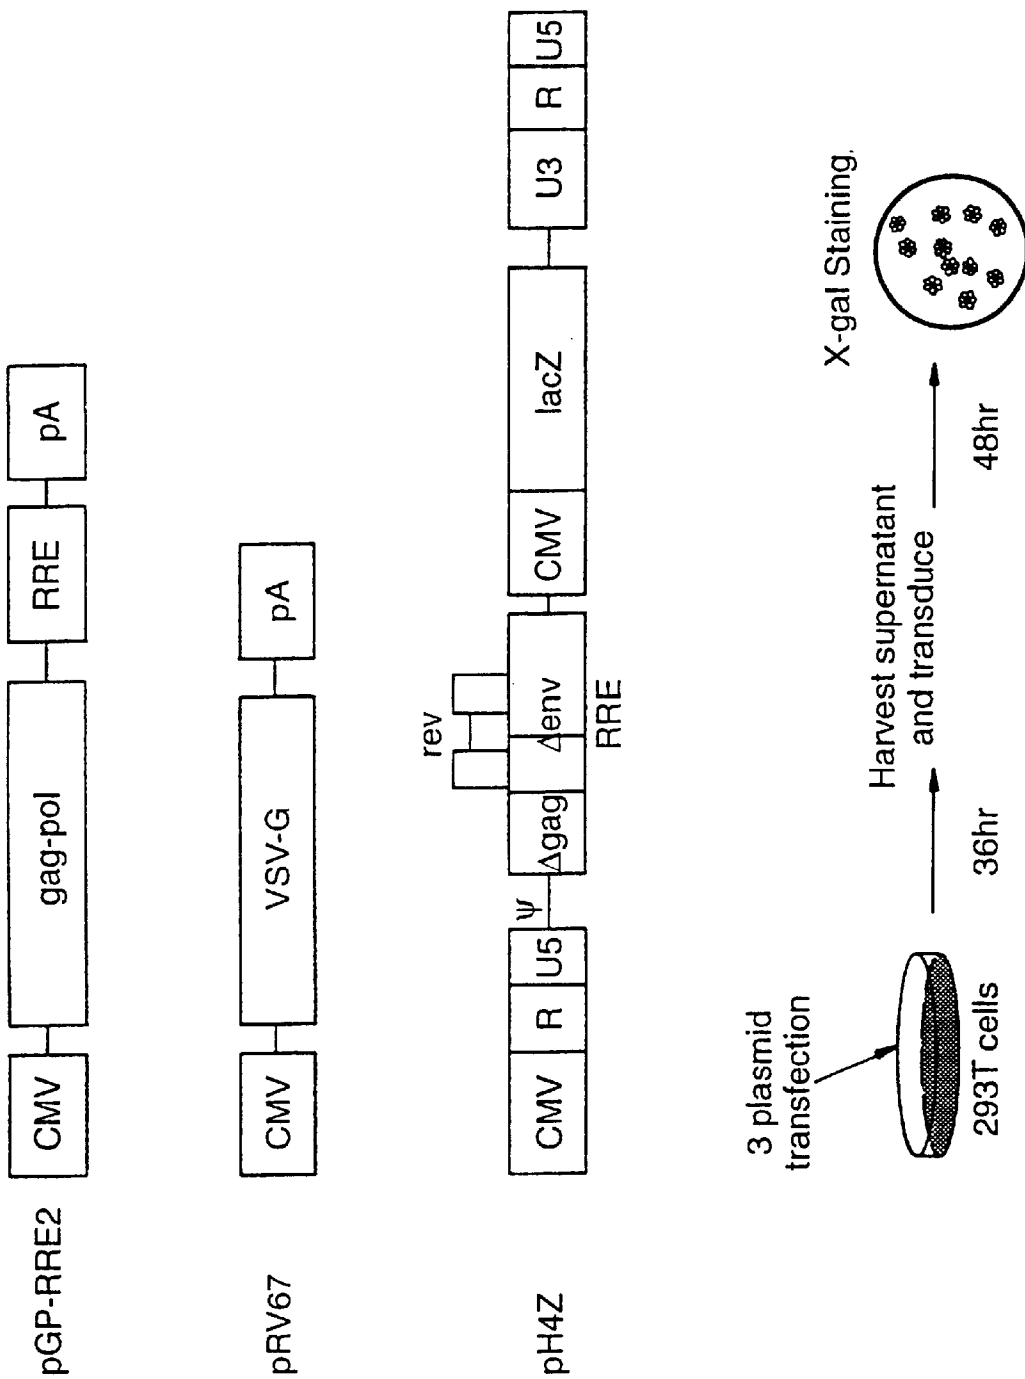 pGP-RRE2
CMV
gag-pol
RRE
pA
pRV67
CMV
VSV-G
pA
pH4Z
CMV
R
U5
ψ
Δgag
rev
Δenv
RRE
CMV
lacZ
U3
R
U5
3 plasmid
transfection
293T cells
36hr
Harvest supernatant
and transduce
48hr
X-gal Staining.